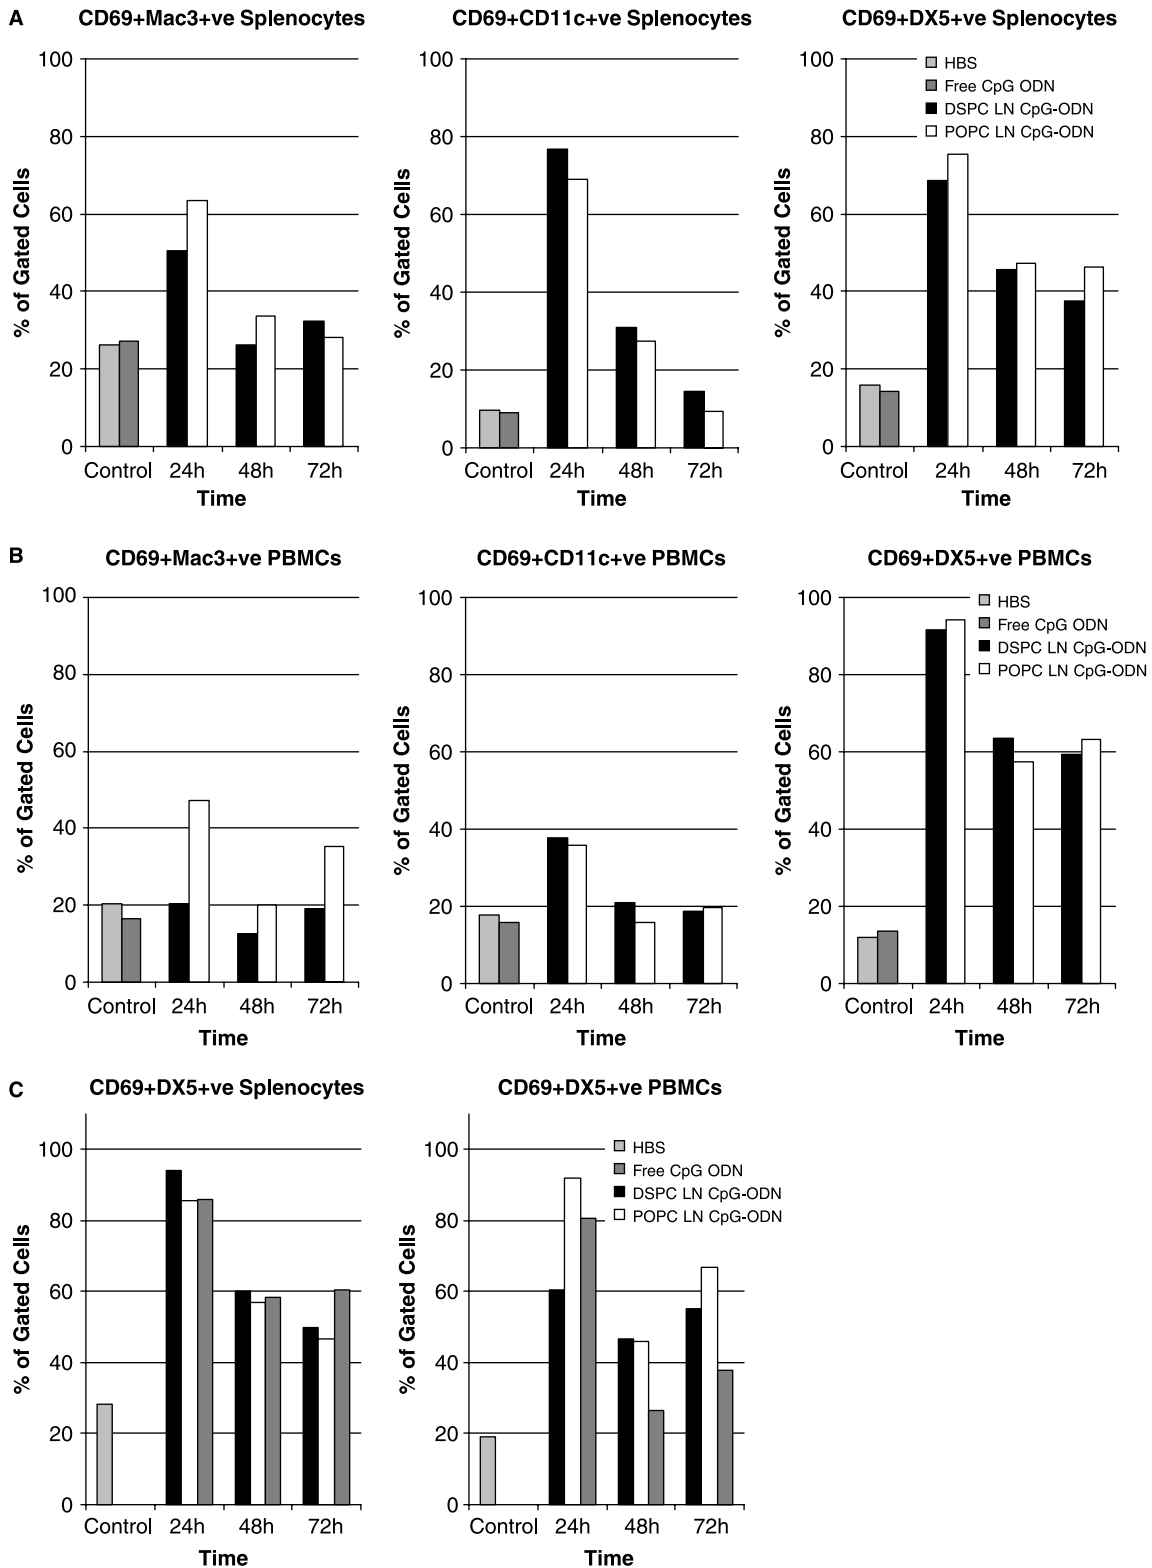 A
CD69+Mac3+ve Splenocytes
100
80
60
40
20
0
% of Gated Cells
Control 24h 48h 72h
Time
CD69+CD11c+ve Splenocytes
100
80
60
40
20
0
% of Gated Cells
Control 24h 48h 72h
Time
CD69+DX5+ve Splenocytes
HBS
Free CpG ODN
DSPC LN CpG-ODN
POPC LN CpG-ODN
100
80
60
40
20
0
% of Gated Cells
Control 24h 48h 72h
Time
B
CD69+Mac3+ve PBMCs
100
80
60
40
20
0
% of Gated Cells
Control 24h 48h 72h
Time
CD69+CD11c+ve PBMCs
100
80
60
40
20
0
% of Gated Cells
Control 24h 48h 72h
Time
CD69+DX5+ve PBMCs
HBS
Free CpG ODN
DSPC LN CpG-ODN
POPC LN CpG-ODN
100
80
60
40
20
0
% of Gated Cells
Control 24h 48h 72h
Time
C
CD69+DX5+ve Splenocytes
100
80
60
40
20
0
% of Gated Cells
Control 24h 48h 72h
Time
CD69+DX5+ve PBMCs
HBS
Free CpG ODN
DSPC LN CpG-ODN
POPC LN CpG-ODN
100
80
60
40
20
0
% of Gated Cells
Control 24h 48h 72h
Time